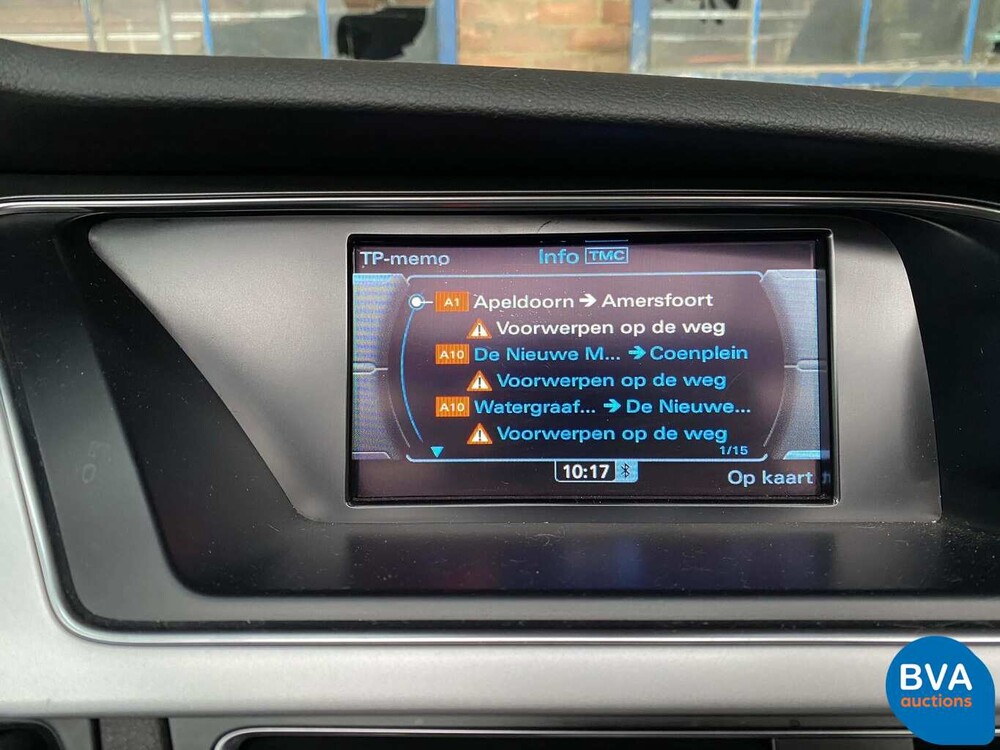 TP-memo Info TMC
A1 Apeldoorn → Amersfoort
Voorwerpen op de weg
A10 De Nieuwe M... → Coenplein
Voorwerpen op de weg
A10 Watergraaf... → De Nieuwe...
Voorwerpen op de weg
1/15
10:17
Op kaart
BVA
auctions